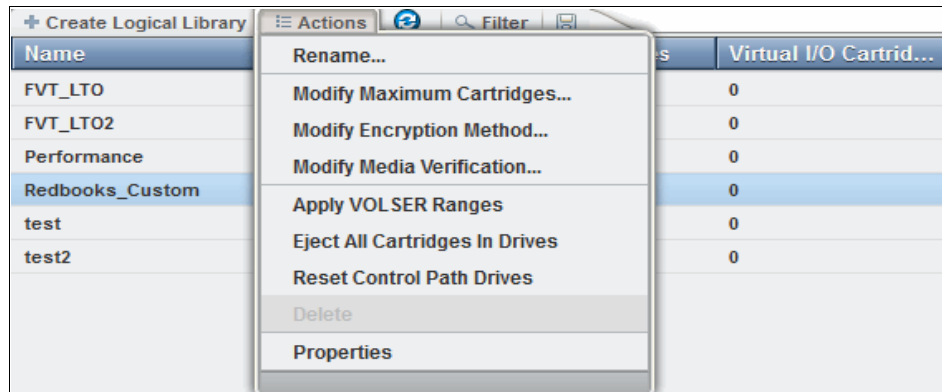 Create Logical Library Actions Filter
Name Virtual I/O Cartrid...
Rename...
FVT_LTO 0
Modify Maximum Cartridges...
FVT_LTO2 0
Modify Encryption Method...
Performance 0
Modify Media Verification...
Redbooks_Custom 0
Apply VOLSER Ranges
test 0
Eject All Cartridges In Drives
test2 0
Reset Control Path Drives
Delete
Properties